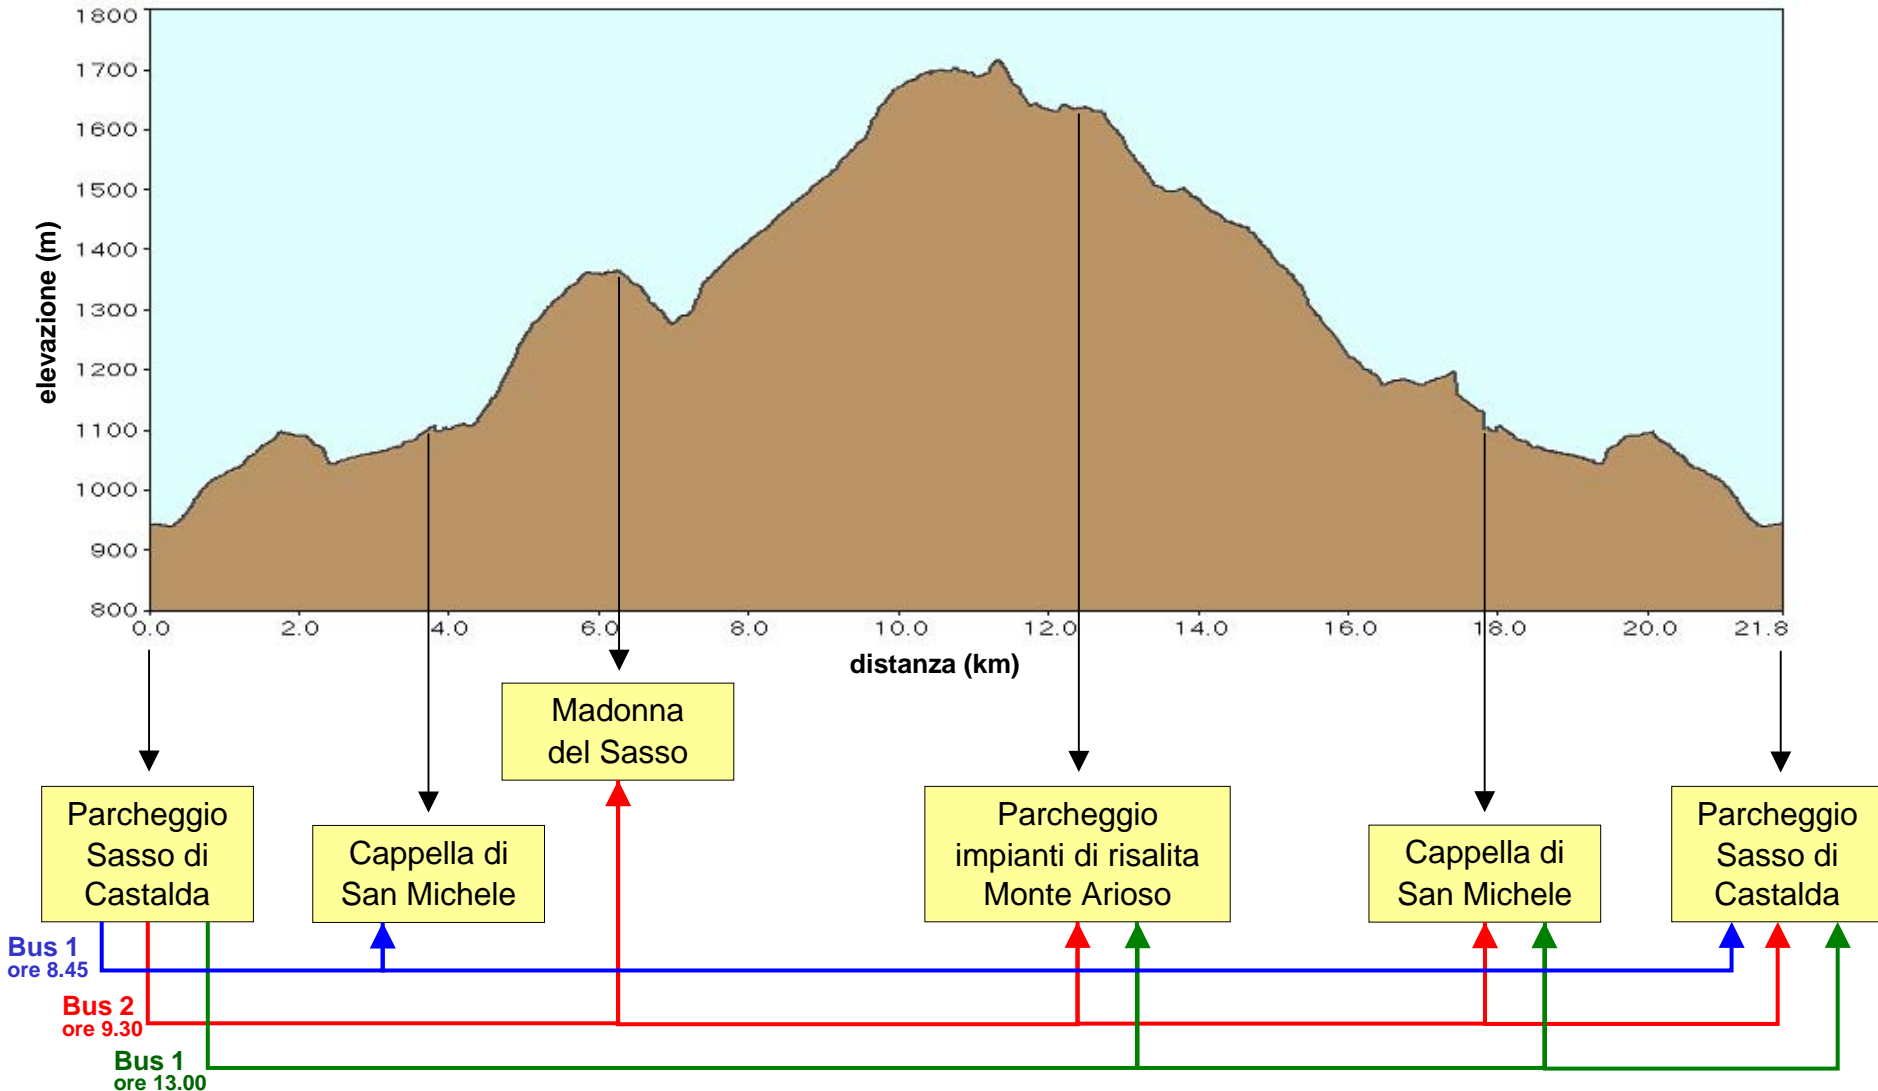 1800
1700
1600
1500
1400
1300
1200
1100
1000
900
800
elevazione (m)
0.0 2.0 4.0 6.0 8.0 10.0 12.0 14.0 16.0 18.0 20.0 21.8
distanza (km)
Madonna
del Sasso
Parcheggio
Sasso di
Castalda
Cappella di
San Michele
Parcheggio
impianti di risalita
Monte Arioso
Cappella di
San Michele
Parcheggio
Sasso di
Castalda
Bus 1
ore 8.45
Bus 2
ore 9.30
Bus 1
ore 13.00